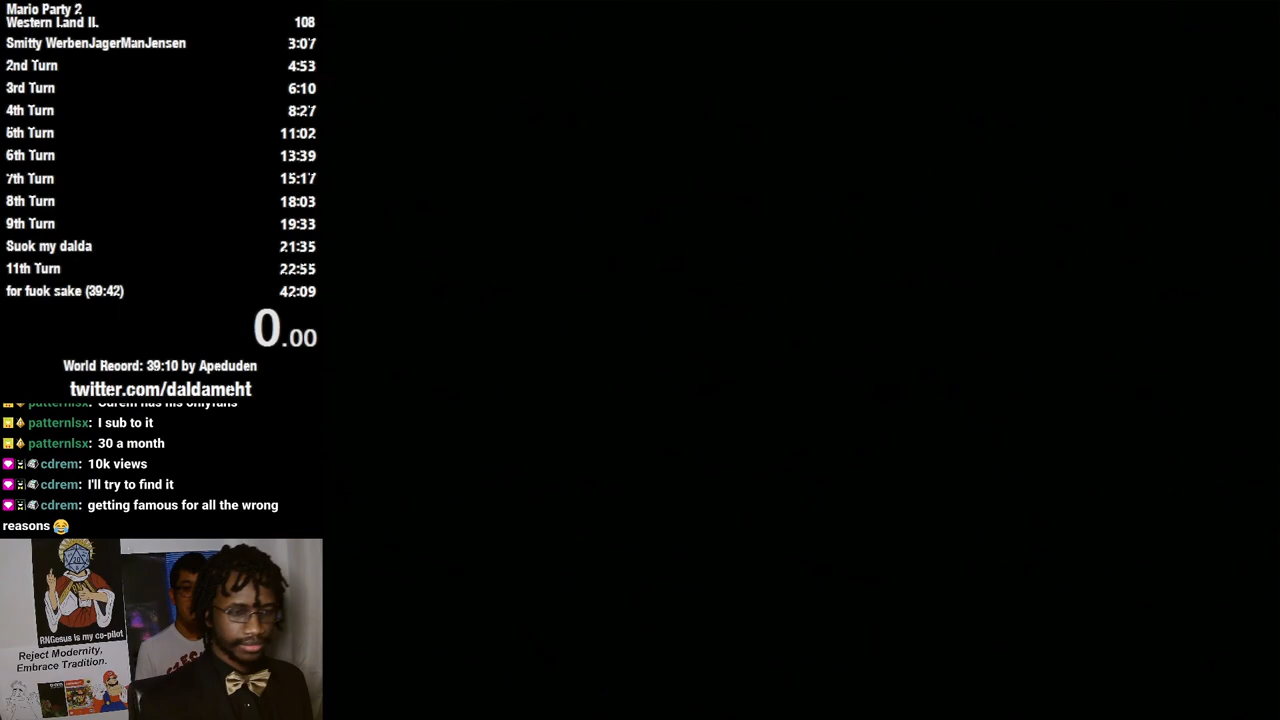 Mario Party 2
Western Land II. 108
Smitty WerbenJagerManJensen 3:07
2nd Turn 4:53
3rd Turn 6:10
4th Turn 8:27
5th Turn 11:02
6th Turn 13:39
7th Turn 15:17
8th Turn 18:03
9th Turn 19:33
Suck my dalda 21:35
11th Turn 22:55
for fuck sake (39:42) 42:09
0.00
World Record: 39:10 by Apeduden
twitter.com/daldameht
patternlsx: Cdrem has his onlyfans
patternlsx: I sub to it
patternlsx: 30 a month
cdrem: 10k views
cdrem: I'll try to find it
cdrem: getting famous for all the wrong
reasons 😂
RNGesus is my co-pilot
Reject Modernity,
Embrace Tradition.